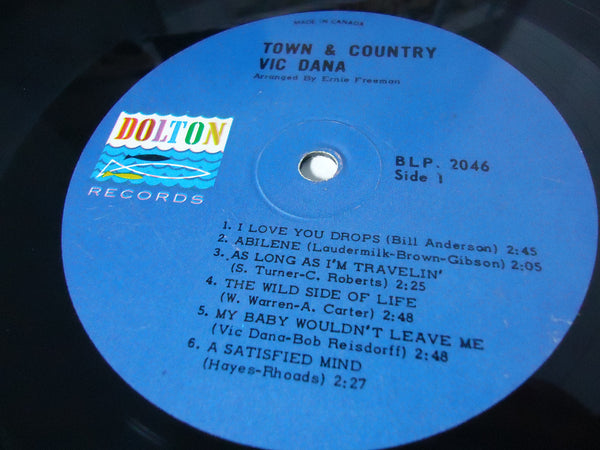 MADE IN CANADA
TOWN & COUNTRY
VIC DANA
Arranged By Ernie Freeman
DOLTON
RECORDS
BLP. 2046
Side 1
1. I LOVE YOU DROPS (Bill Anderson) 2:45
2. ABILENE (Laudermilk-Brown-Gibson) 2:05
3. AS LONG AS I'M TRAVELIN'
(S. Turner-C. Roberts) 2:25
4. THE WILD SIDE OF LIFE
(W. Warren-A. Carter) 2:48
5. MY BABY WOULDN'T LEAVE ME
(Vic Dana-Bob Reisdorff) 2:48
6. A SATISFIED MIND
(Hayes-Rhoads) 2:27